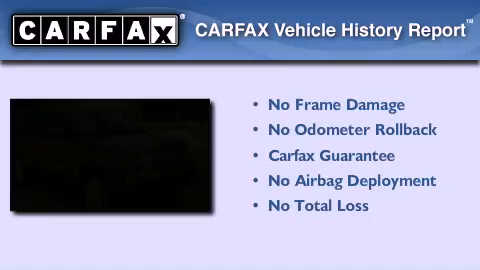 CARFAX® CARFAX Vehicle History Report™
• No Frame Damage
• No Odometer Rollback
• Carfax Guarantee
• No Airbag Deployment
• No Total Loss